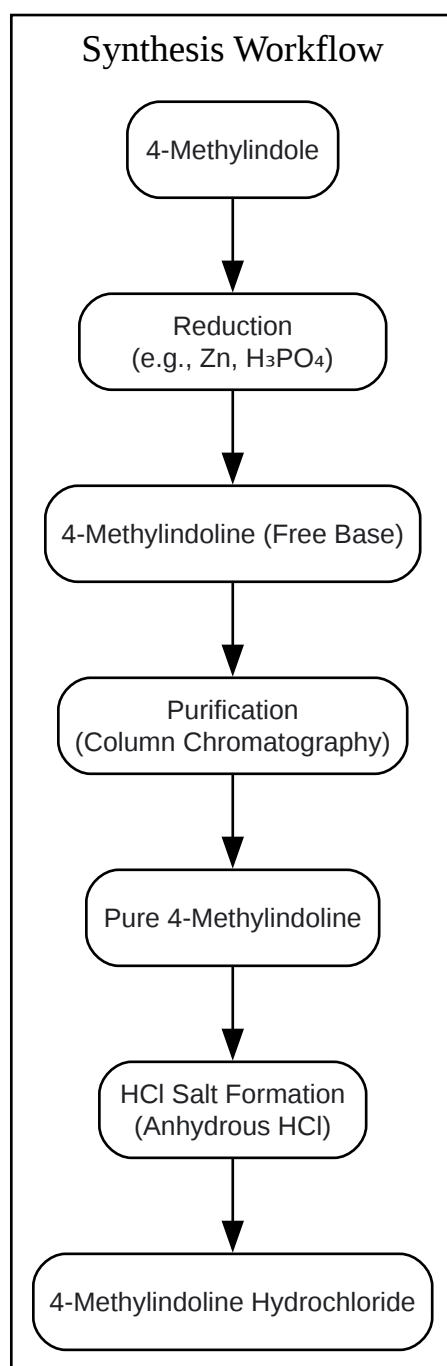 Synthesis Workflow
4-Methylindole
Reduction
(e.g., Zn, H₃PO₄)
4-Methylindoline (Free Base)
Purification
(Column Chromatography)
Pure 4-Methylindoline
HCl Salt Formation
(Anhydrous HCl)
4-Methylindoline Hydrochloride